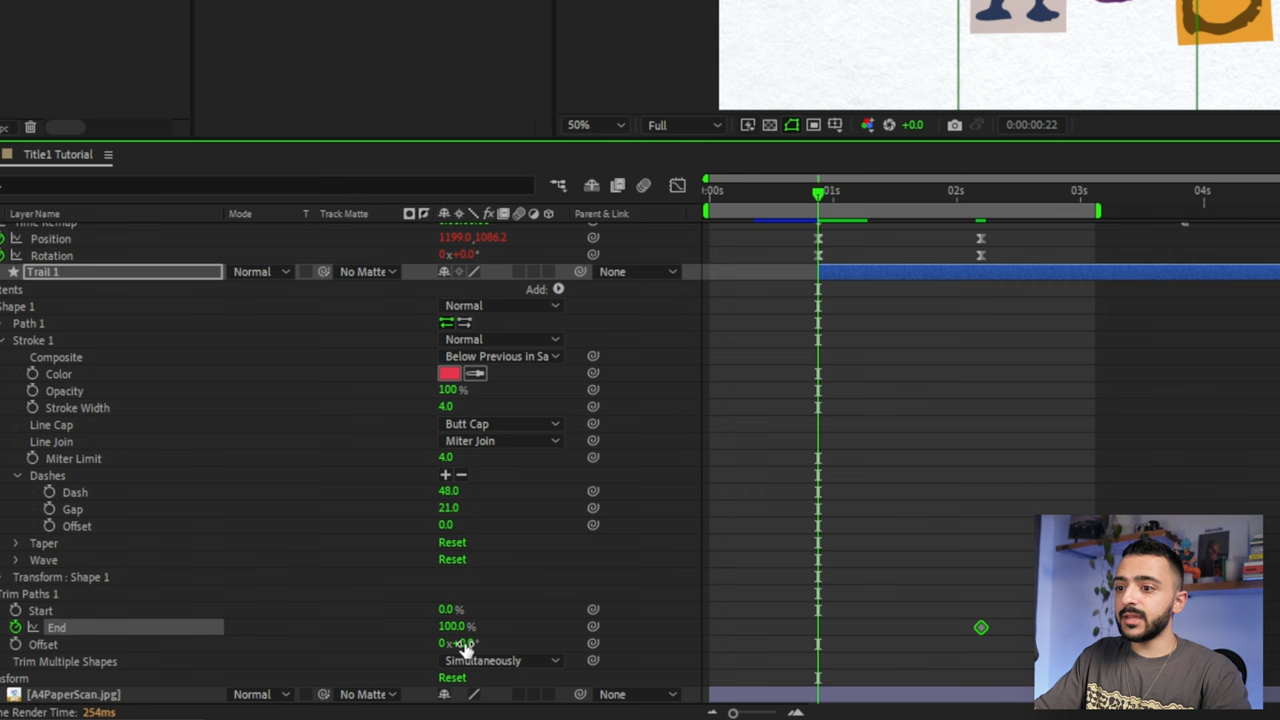 50%
Full
+0.0
0:00:00:22
Title1 Tutorial
Layer Name
Mode
T
Track Matte
fx
Parent & Link
:00s
01s
02s
03s
04s
Position
1199.0,1086.2
Rotation
0x+0.0°
Trail 1
Normal
No Matte
None
tents
Add:
Shape 1
Normal
Path 1
Stroke 1
Normal
Composite
Below Previous in Sa
Color
Opacity
100 %
Stroke Width
4.0
Line Cap
Butt Cap
Line Join
Miter Join
Miter Limit
4.0
Dashes
+ −
Dash
48.0
Gap
21.0
Offset
0.0
Taper
Reset
Wave
Reset
Transform : Shape 1
Trim Paths 1
Start
0.0 %
End
100.0 %
Offset
Trim Multiple Shapes
Simultaneously
nsform
Reset
[A4PaperScan.jpg]
Normal
No Matte
None
ne Render Time: 254ms